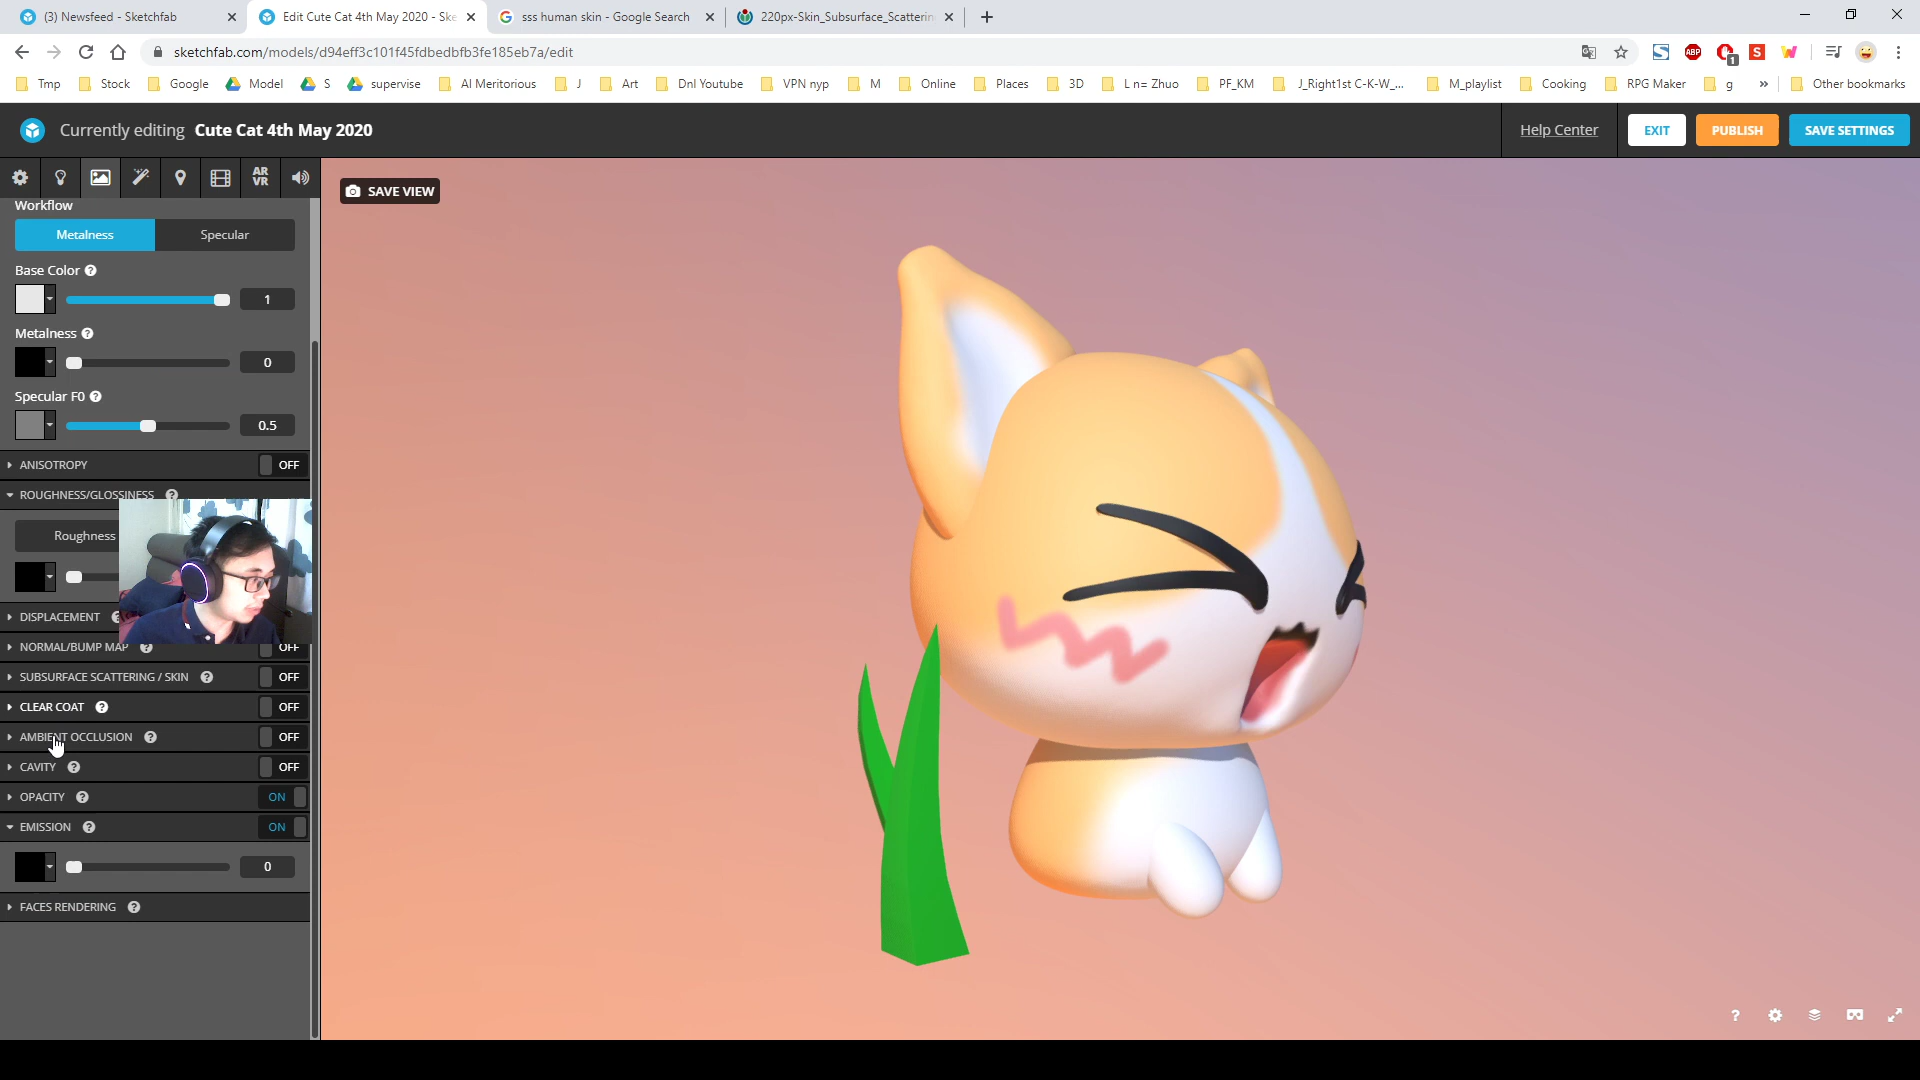 (3) Newsfeed - Sketchfab
Edit Cute Cat 4th May 2020 - Ske
sss human skin - Google Search
220px-Skin_Subsurface_Scatterin
sketchfab.com/models/d94eff3c101f45fdbedbfb3fe185eb7a/edit
ABP
1
S
Tmp
Stock
Google
Model
S
supervise
AI Meritorious
J
Art
Dnl Youtube
VPN nyp
M
Online
Places
3D
L n= Zhuo
PF_KM
J_Right1st C-K-W_...
M_playlist
Cooking
RPG Maker
g
»
Other bookmarks
Currently editing Cute Cat 4th May 2020
Help Center
EXIT
PUBLISH
SAVE SETTINGS
AR
VR
SAVE VIEW
Workflow
Metalness
Specular
Base Color ?
1
Metalness ?
0
Specular F0 ?
0.5
ANISOTROPY
OFF
ROUGHNESS/GLOSSINESS ?
Roughness
DISPLACEMENT
NORMAL/BUMP MAP ?
OFF
SUBSURFACE SCATTERING / SKIN ?
OFF
CLEAR COAT ?
OFF
AMBIENT OCCLUSION ?
OFF
CAVITY ?
OFF
OPACITY ?
ON
EMISSION ?
ON
0
FACES RENDERING ?
?